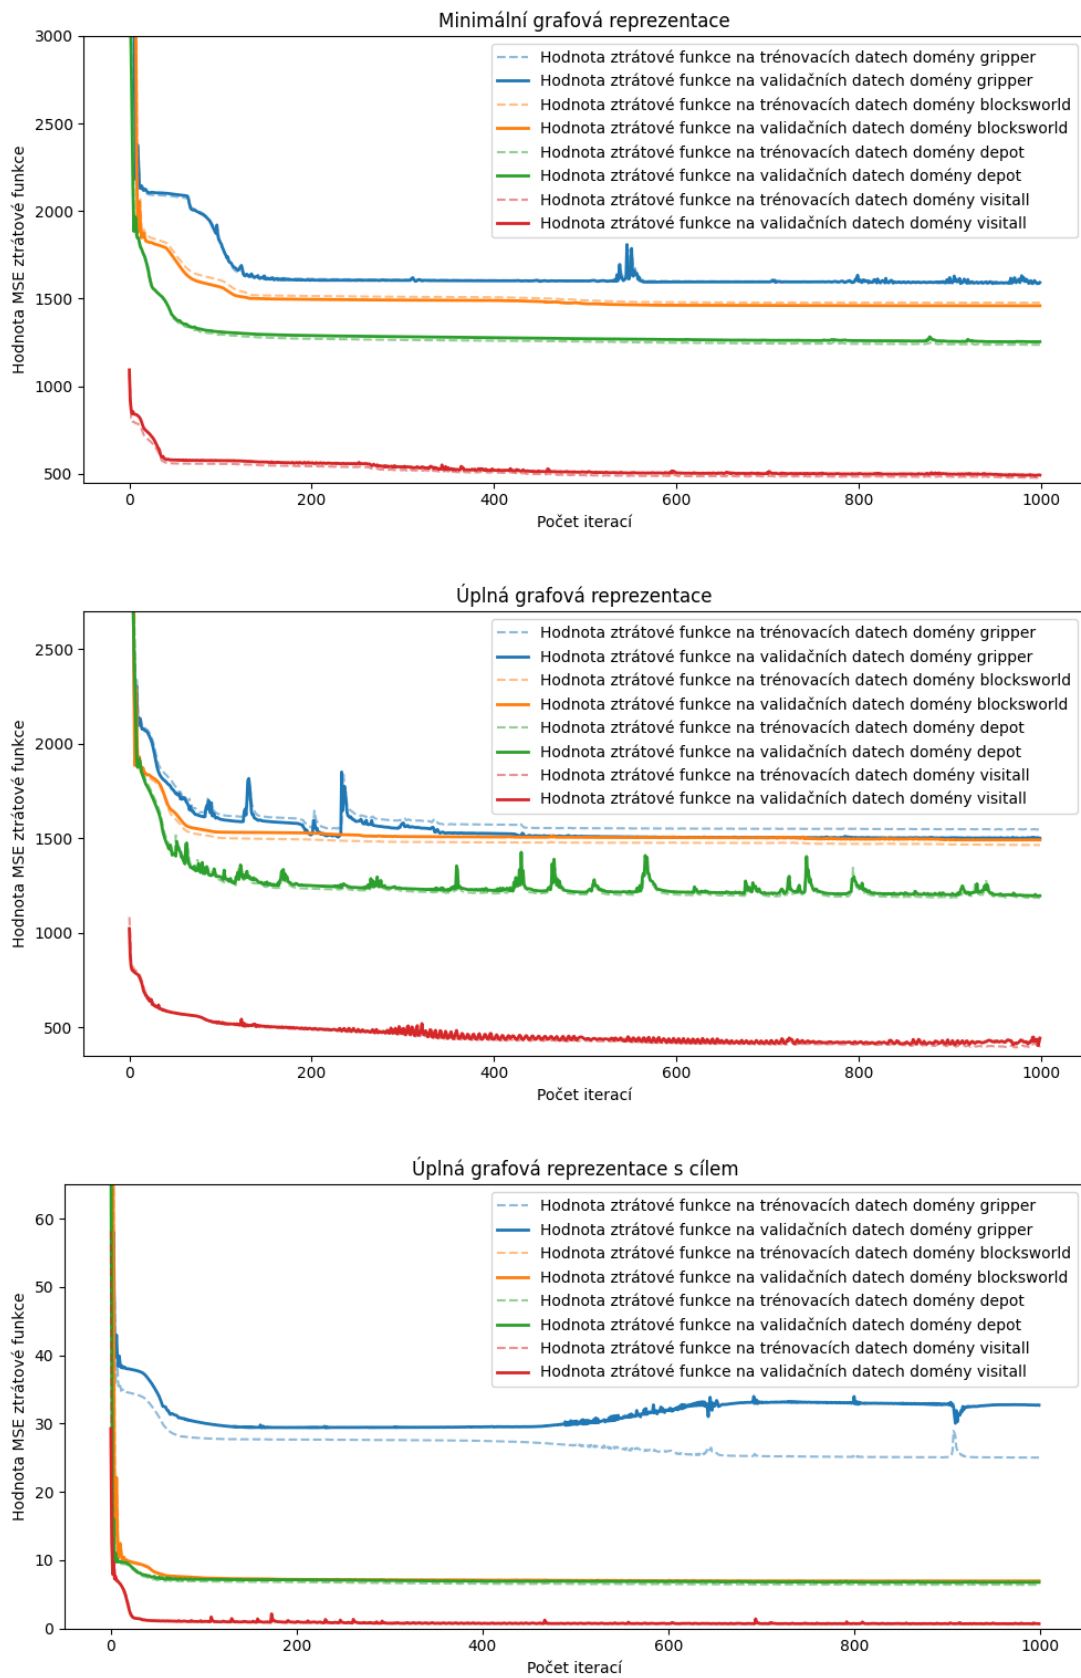 Minimální grafová reprezentace
3000
2500
2000
1500
1000
500
Hodnota MSE ztrátové funkce
Hodnota ztrátové funkce na trénovacích datech domény gripper
Hodnota ztrátové funkce na validačních datech domény gripper
Hodnota ztrátové funkce na trénovacích datech domény blocksworld
Hodnota ztrátové funkce na validačních datech domény blocksworld
Hodnota ztrátové funkce na trénovacích datech domény depot
Hodnota ztrátové funkce na validačních datech domény depot
Hodnota ztrátové funkce na trénovacích datech domény visitall
Hodnota ztrátové funkce na validačních datech domény visitall
0 200 400 600 800 1000
Počet iterací
Úplná grafová reprezentace
2500
2000
1500
1000
500
Hodnota MSE ztrátové funkce
Hodnota ztrátové funkce na trénovacích datech domény gripper
Hodnota ztrátové funkce na validačních datech domény gripper
Hodnota ztrátové funkce na trénovacích datech domény blocksworld
Hodnota ztrátové funkce na validačních datech domény blocksworld
Hodnota ztrátové funkce na trénovacích datech domény depot
Hodnota ztrátové funkce na validačních datech domény depot
Hodnota ztrátové funkce na trénovacích datech domény visitall
Hodnota ztrátové funkce na validačních datech domény visitall
0 200 400 600 800 1000
Počet iterací
Úplná grafová reprezentace s cílem
60
50
40
30
20
10
0
Hodnota MSE ztrátové funkce
Hodnota ztrátové funkce na trénovacích datech domény gripper
Hodnota ztrátové funkce na validačních datech domény gripper
Hodnota ztrátové funkce na trénovacích datech domény blocksworld
Hodnota ztrátové funkce na validačních datech domény blocksworld
Hodnota ztrátové funkce na trénovacích datech domény depot
Hodnota ztrátové funkce na validačních datech domény depot
Hodnota ztrátové funkce na trénovacích datech domény visitall
Hodnota ztrátové funkce na validačních datech domény visitall
0 200 400 600 800 1000
Počet iterací